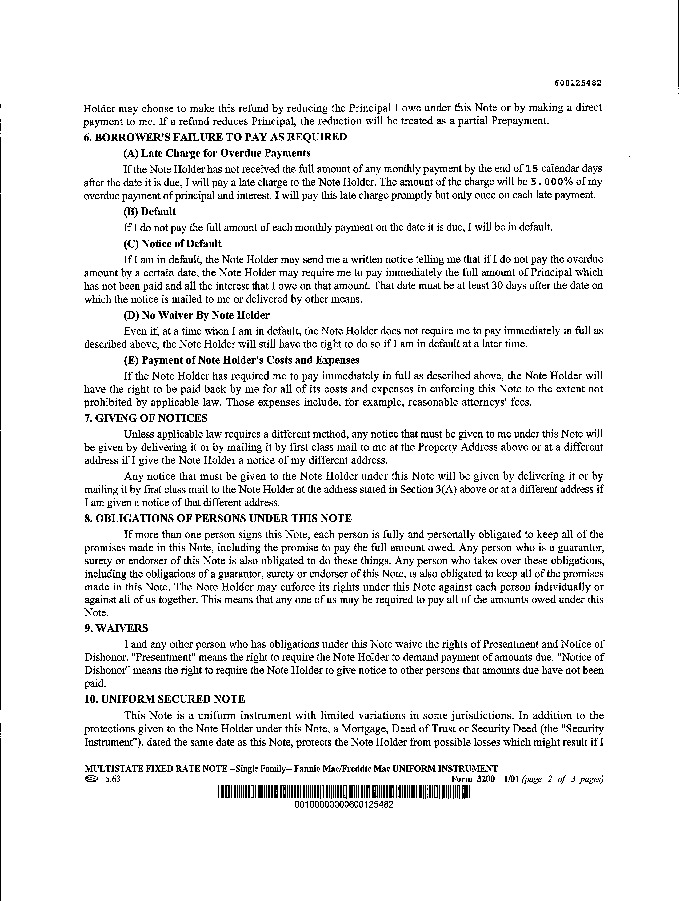 600125482
Holder may choose to make this refund by reducing the Principal I owe under this Note or by making a direct
payment to me. If a refund reduces Principal, the reduction will be treated as a partial Prepayment.
6. BORROWER'S FAILURE TO PAY AS REQUIRED
(A) Late Charge for Overdue Payments
If the Note Holder has not received the full amount of any monthly payment by the end of 15 calendar days
after the date it is due, I will pay a late charge to the Note Holder. The amount of the charge will be 5.000% of my
overdue payment of principal and interest. I will pay this late charge promptly but only once on each late payment.
(B) Default
If I do not pay the full amount of each monthly payment on the date it is due, I will be in default.
(C) Notice of Default
If I am in default, the Note Holder may send me a written notice telling me that if I do not pay the overdue
amount by a certain date, the Note Holder may require me to pay immediately the full amount of Principal which
has not been paid and all the interest that I owe on that amount. That date must be at least 30 days after the date on
which the notice is mailed to me or delivered by other means.
(D) No Waiver By Note Holder
Even if, at a time when I am in default, the Note Holder does not require me to pay immediately in full as
described above, the Note Holder will still have the right to do so if I am in default at a later time.
(E) Payment of Note Holder's Costs and Expenses
If the Note Holder has required me to pay immediately in full as described above, the Note Holder will
have the right to be paid back by me for all of its costs and expenses in enforcing this Note to the extent not
prohibited by applicable law. Those expenses include, for example, reasonable attorneys' fees.
7. GIVING OF NOTICES
Unless applicable law requires a different method, any notice that must be given to me under this Note will
be given by delivering it or by mailing it by first class mail to me at the Property Address above or at a different
address if I give the Note Holder a notice of my different address.
Any notice that must be given to the Note Holder under this Note will be given by delivering it or by
mailing it by first class mail to the Note Holder at the address stated in Section 3(A) above or at a different address if
I am given a notice of that different address.
8. OBLIGATIONS OF PERSONS UNDER THIS NOTE
If more than one person signs this Note, each person is fully and personally obligated to keep all of the
promises made in this Note, including the promise to pay the full amount owed. Any person who is a guarantor,
surety or endorser of this Note is also obligated to do these things. Any person who takes over these obligations,
including the obligations of a guarantor, surety or endorser of this Note, is also obligated to keep all of the promises
made in this Note. The Note Holder may enforce its rights under this Note against each person individually or
against all of us together. This means that any one of us may be required to pay all of the amounts owed under this
Note.
9. WAIVERS
I and any other person who has obligations under this Note waive the rights of Presentment and Notice of
Dishonor. "Presentment" means the right to require the Note Holder to demand payment of amounts due. "Notice of
Dishonor" means the right to require the Note Holder to give notice to other persons that amounts due have not been
paid.
10. UNIFORM SECURED NOTE
This Note is a uniform instrument with limited variations in some jurisdictions. In addition to the
protections given to the Note Holder under this Note, a Mortgage, Deed of Trust or Security Deed (the "Security
Instrument"), dated the same date as this Note, protects the Note Holder from possible losses which might result if I
MULTISTATE FIXED RATE NOTE --Single Family-- Fannie Mae/Freddie Mac UNIFORM INSTRUMENT
5.63 Form 3200 1/01 (page 2 of 3 pages)